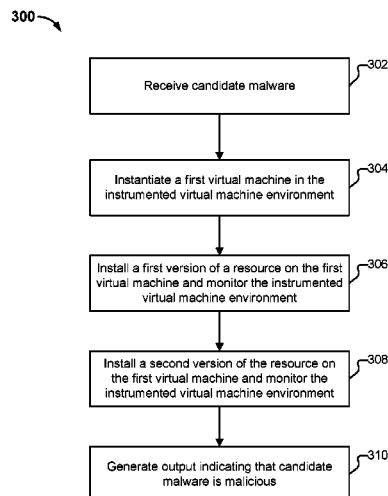 300
302
Receive candidate malware
304
Instantiate a first virtual machine in the
instrumented virtual machine environment
306
Install a first version of a resource on the first
virtual machine and monitor the instrumented
virtual machine environment
308
Install a second version of the resource on
the first virtual machine and monitor the
instrumented virtual machine environment
310
Generate output indicating that candidate
malware is malicious